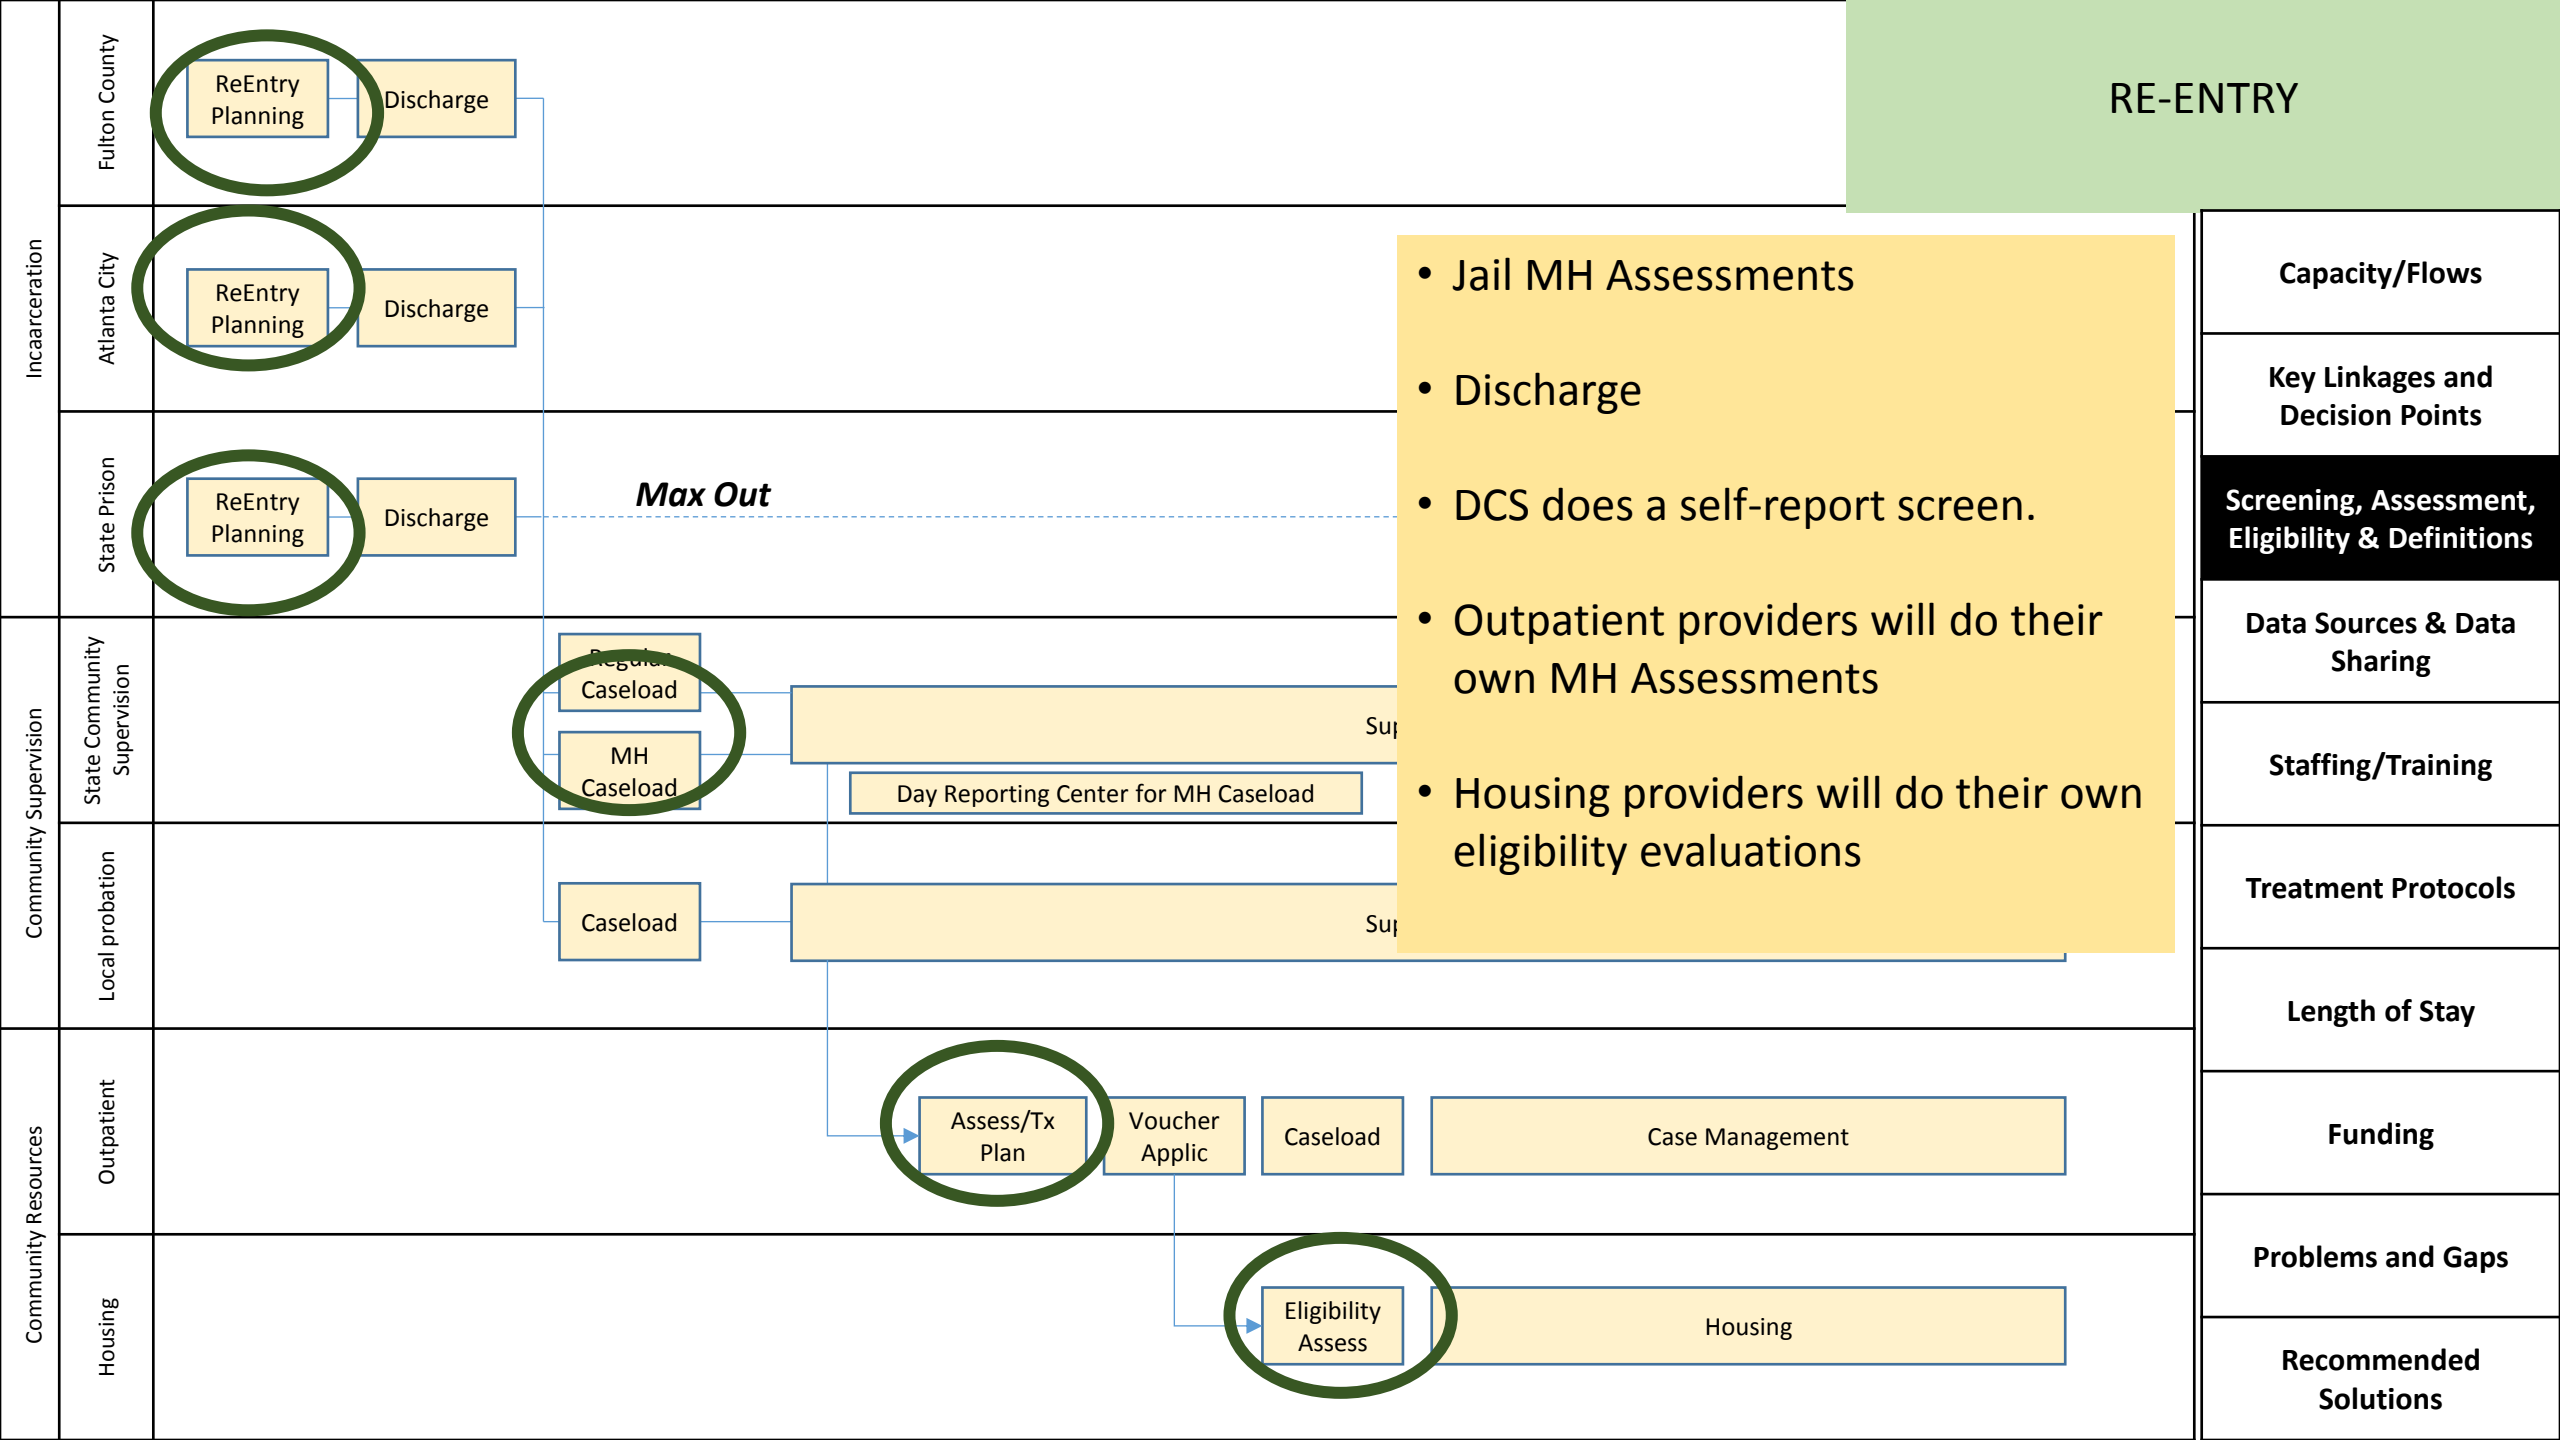 RE-ENTRY
Incarceration
Fulton County
ReEntry
Planning
Discharge
Atlanta City
ReEntry
Planning
Discharge
State Prison
ReEntry
Planning
Discharge
Max Out
Community Supervision
State Community
Supervision
Regular
Caseload
MH
Caseload
Day Reporting Center for MH Caseload
Local probation
Caseload
Community Resources
Outpatient
Assess/Tx
Plan
Voucher
Applic
Caseload
Case Management
Housing
Eligibility
Assess
Housing
• Jail MH Assessments
• Discharge
• DCS does a self-report screen.
• Outpatient providers will do their
own MH Assessments
• Housing providers will do their own
eligibility evaluations
Capacity/Flows
Key Linkages and
Decision Points
Screening, Assessment,
Eligibility & Definitions
Data Sources & Data
Sharing
Staffing/Training
Treatment Protocols
Length of Stay
Funding
Problems and Gaps
Recommended
Solutions